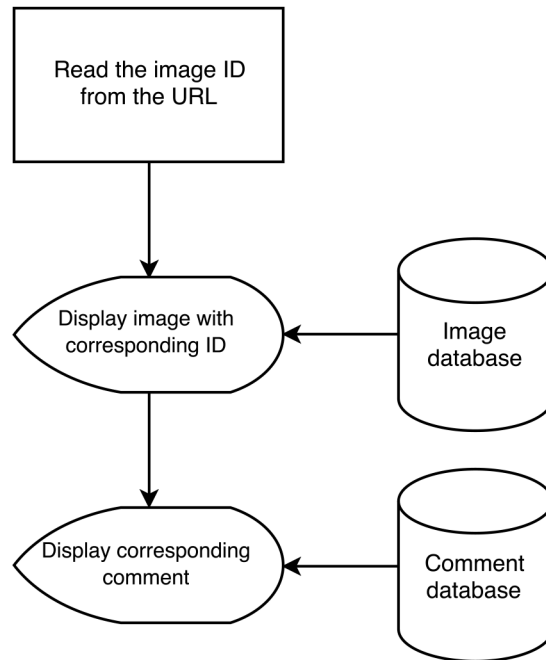 Read the image ID
from the URL
Display image with
corresponding ID
Image
database
Display corresponding
comment
Comment
database